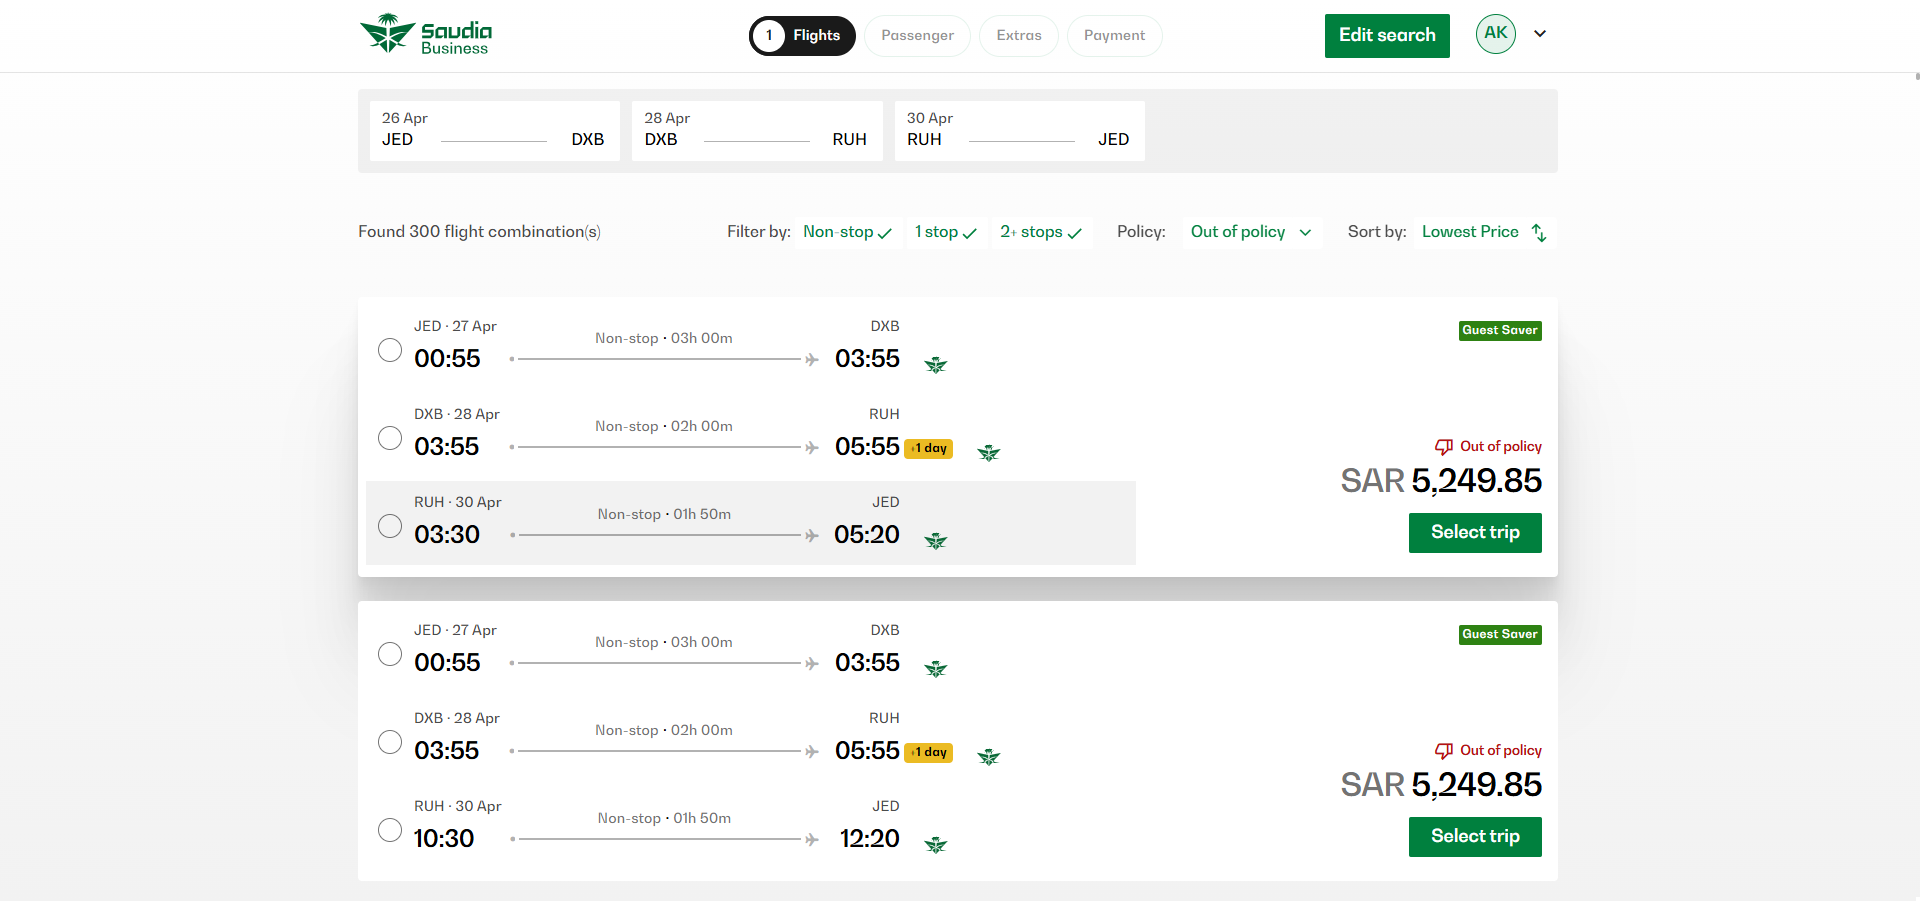 Saudia
Business
1 Flights
Passenger
Extras
Payment
Edit search
AK
26 Apr
JED DXB
28 Apr
DXB RUH
30 Apr
RUH JED
Found 300 flight combination(s)
Filter by: Non-stop 1 stop 2+ stops Policy: Out of policy Sort by: Lowest Price
JED · 27 Apr
Non-stop · 03h 00m
DXB
00:55 03:55
Guest Saver
DXB · 28 Apr
Non-stop · 02h 00m
RUH
03:55 05:55 +1 day
RUH · 30 Apr
Non-stop · 01h 50m
JED
03:30 05:20
Out of policy
SAR 5,249.85
Select trip
JED · 27 Apr
Non-stop · 03h 00m
DXB
00:55 03:55
Guest Saver
DXB · 28 Apr
Non-stop · 02h 00m
RUH
03:55 05:55 +1 day
RUH · 30 Apr
Non-stop · 01h 50m
JED
10:30 12:20
Out of policy
SAR 5,249.85
Select trip